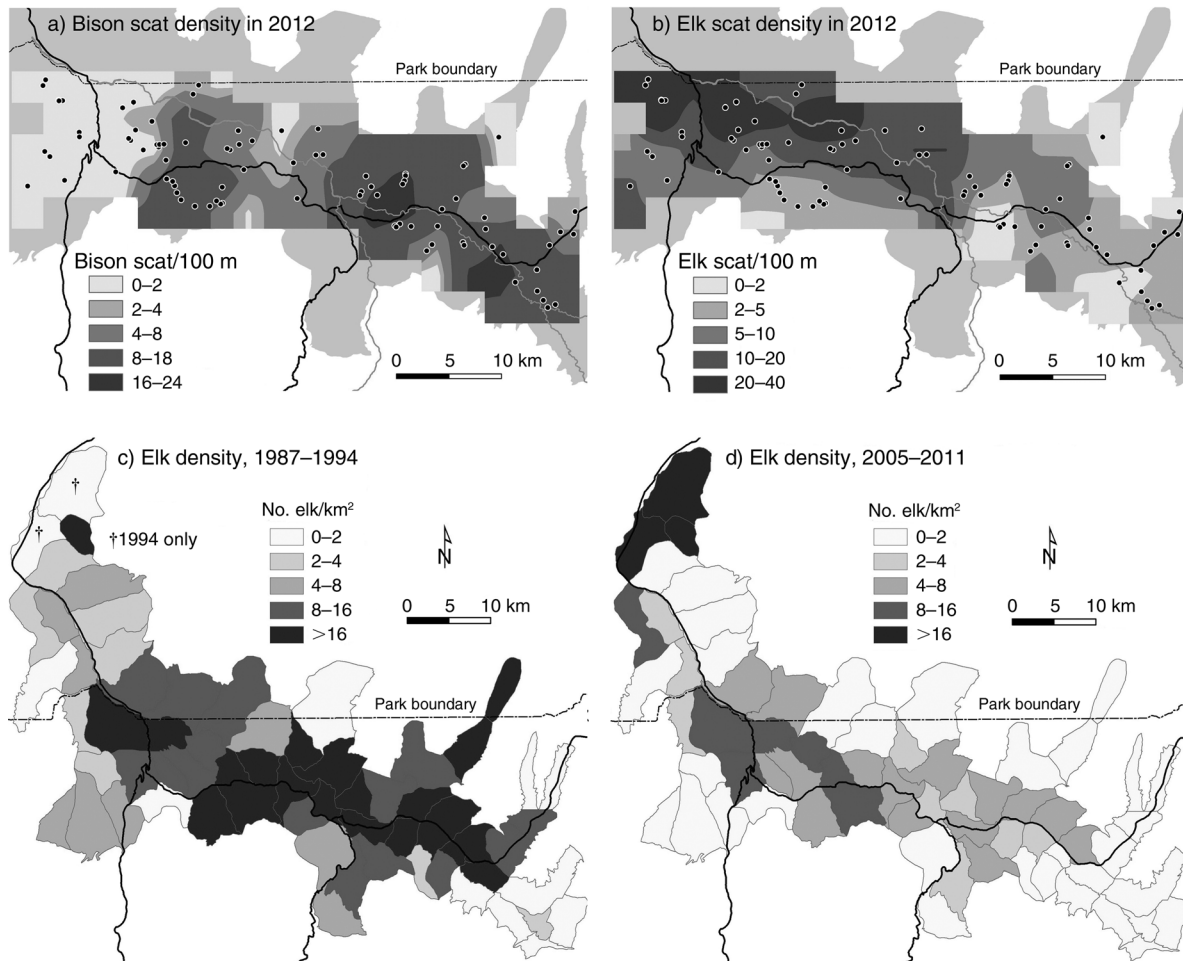 a) Bison scat density in 2012
Park boundary
Bison scat/100 m
0–2
2–4
4–8
8–18
16–24
0 5 10 km
b) Elk scat density in 2012
Park boundary
Elk scat/100 m
0–2
2–5
5–10
10–20
20–40
0 5 10 km
c) Elk density, 1987–1994
†
†
†1994 only
No. elk/km²
0–2
2–4
4–8
8–16
>16
N
0 5 10 km
Park boundary
d) Elk density, 2005–2011
No. elk/km²
0–2
2–4
4–8
8–16
>16
N
0 5 10 km
Park boundary